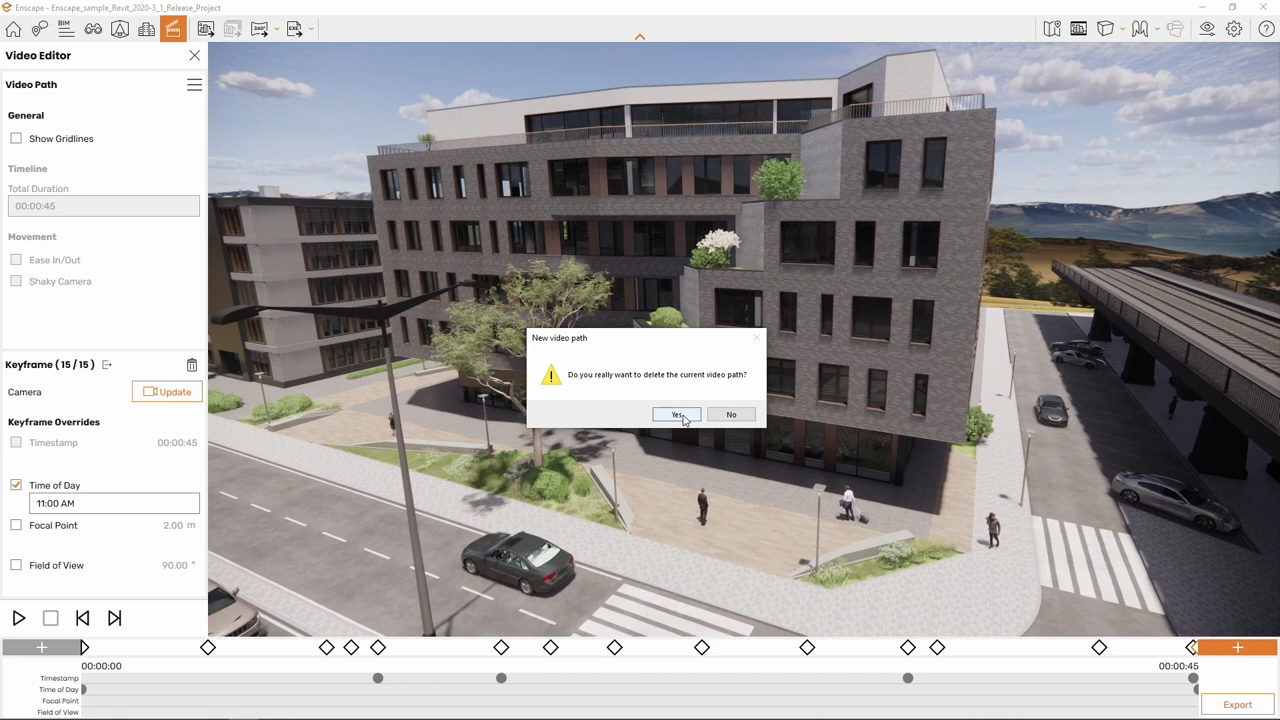 Enscape - Enscape_sample_Revit_2020-3_1_Release_Project
BIM
360°
EXE
Video Editor
Video Path
General
Show Gridlines
Timeline
Total Duration
00:00:45
Movement
Ease In/Out
Shaky Camera
Keyframe ( 15 / 15 )
Camera
Update
Keyframe Overrides
Timestamp 00:00:45
Time of Day
11:00 AM
Focal Point 2.00 m
Field of View 90.00 °
New video path
Do you really want to delete the current video path?
Yes No
00:00:00 00:00:45
Timestamp
Time of Day
Focal Point
Field of View
Export